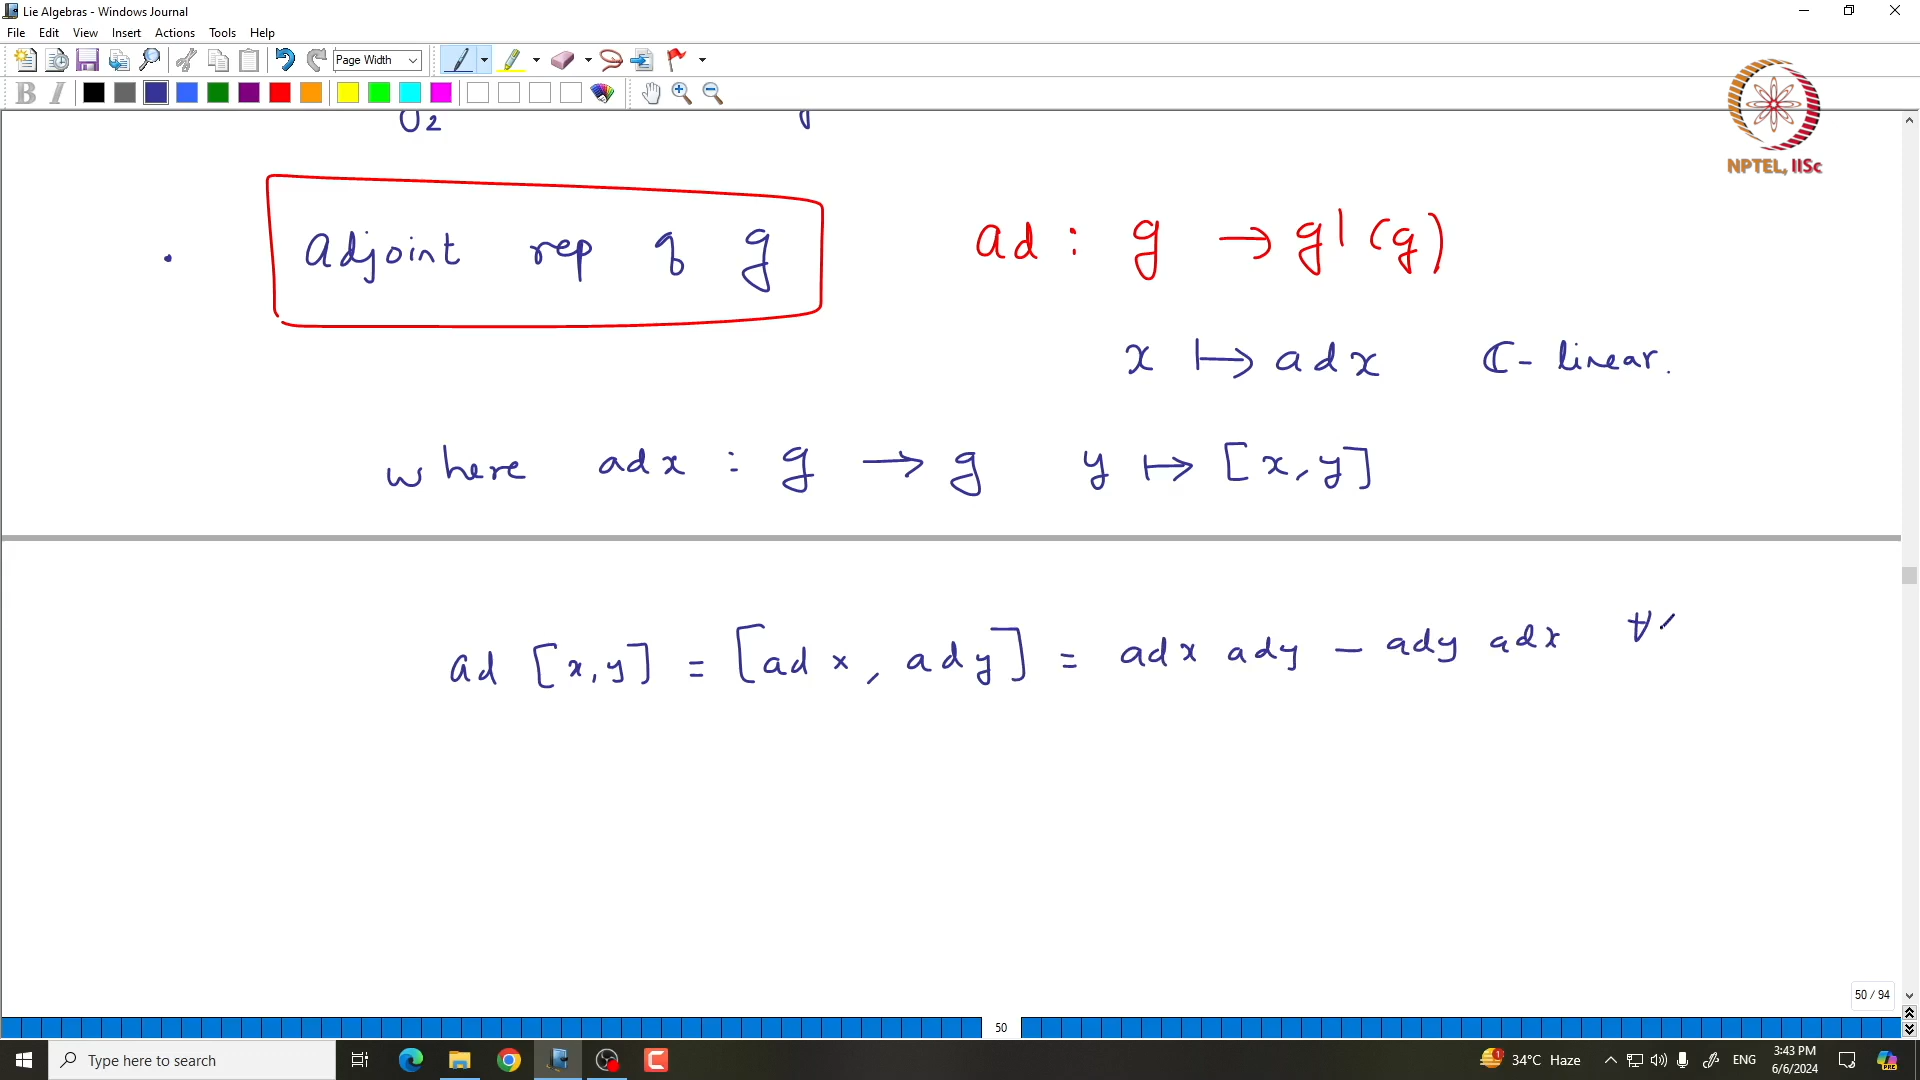 Lie Algebras - Windows Journal
File Edit View Insert Actions Tools Help
Page Width
B I
NPTEL, IISc
. Adjoint rep of g ad : g → gl (g)
x ↦ ad x ℂ- linear.
where ad x : g → g y ↦ [x, y]
ad [x, y] = [ad x, ad y] = ad x ad y - ad y ad x ∀
50 / 94
50
Type here to search
34°C Haze
ENG
3:43 PM
6/6/2024